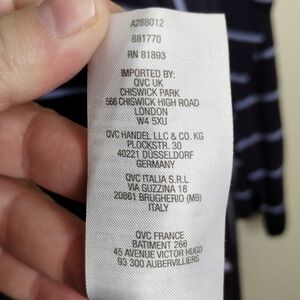 A288012
681770
RN 81893
IMPORTED BY:
QVC UK
CHISWICK PARK
566 CHISWICK HIGH ROAD
LONDON
W4 5XU
QVC HANDEL LLC & CO. KG
PLOCKSTR. 30
40221 DÜSSELDORF
GERMANY
QVC ITALIA S.R.L
VIA GUZZINA 18
20861 BRUGHERIO (MB)
ITALY
QVC FRANCE
BATIMENT 266
45 AVENUE VICTOR HUGO
93 300 AUBERVILLIERS